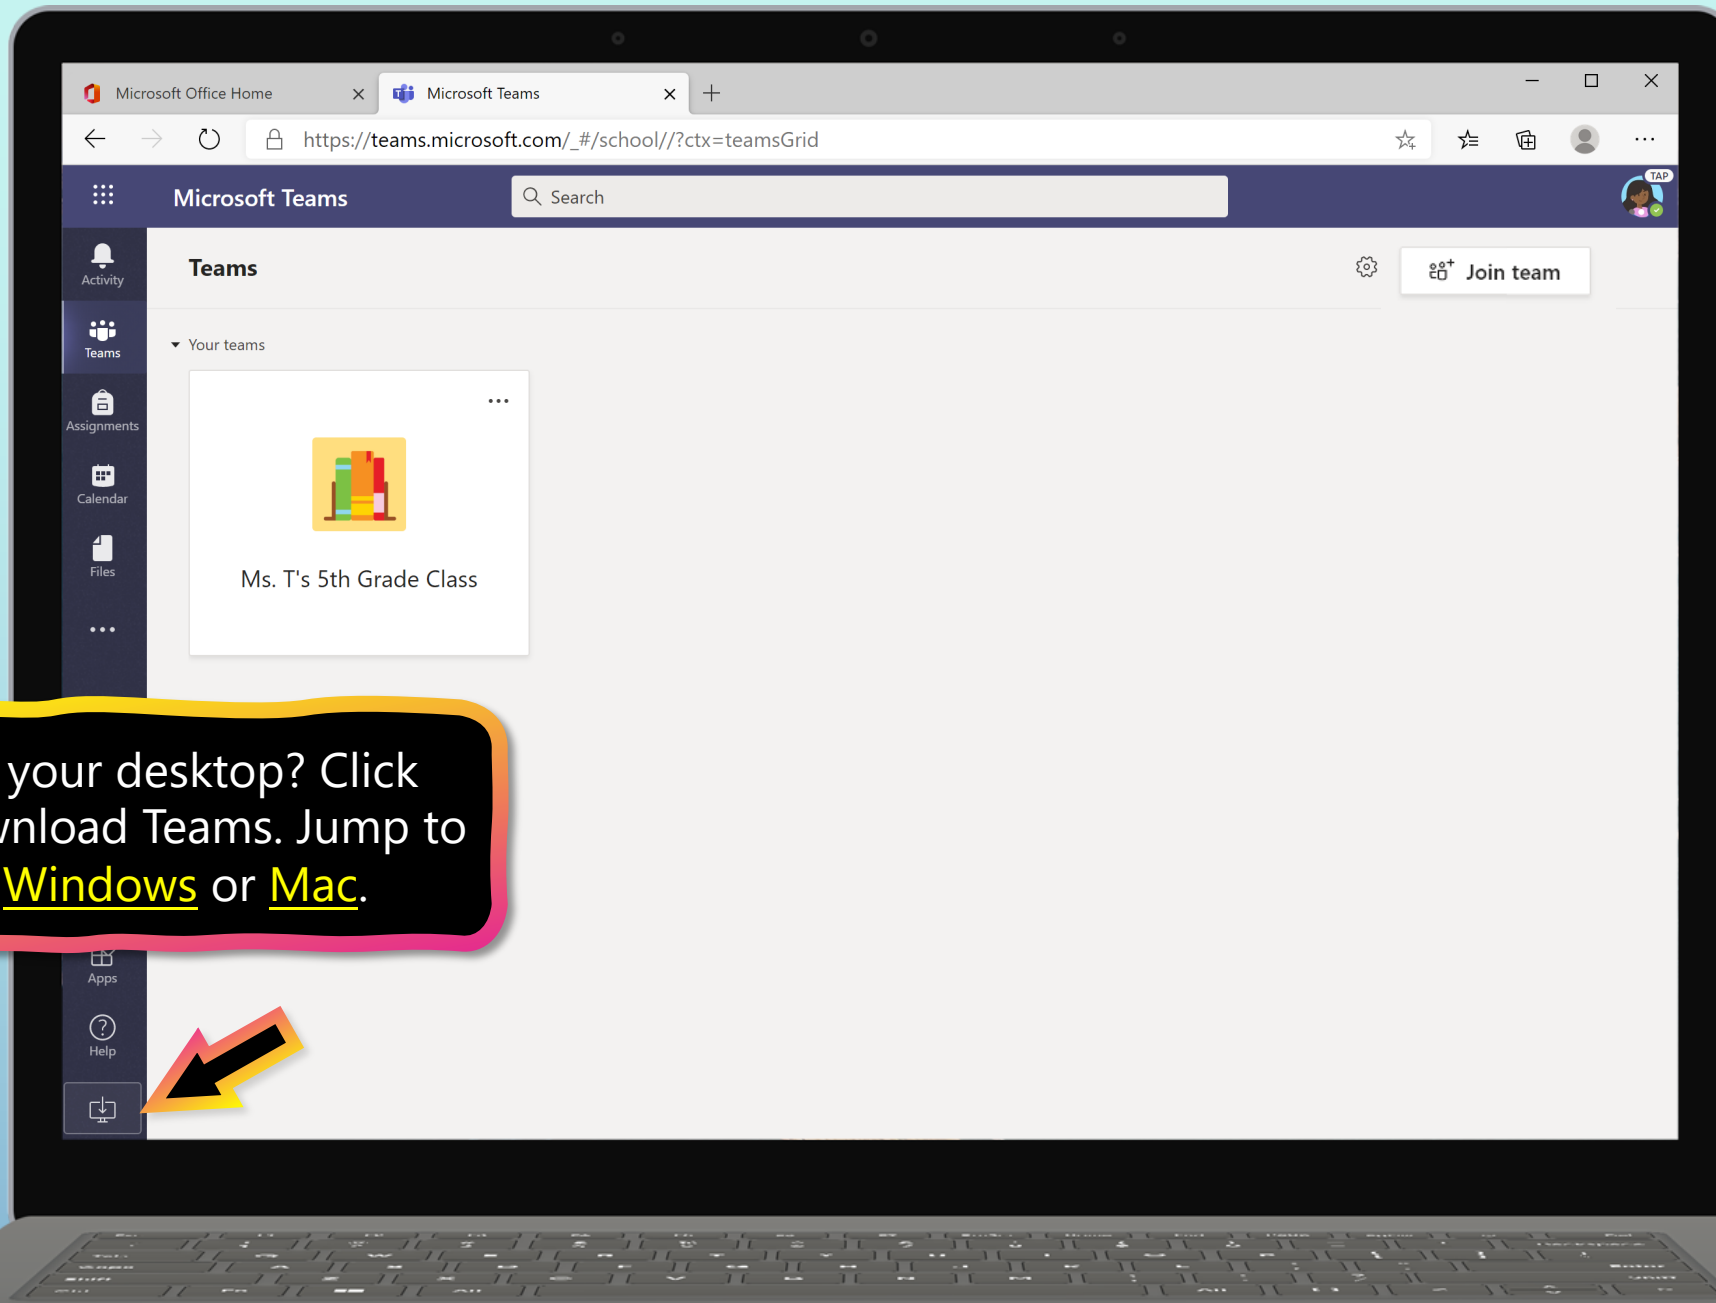 Microsoft Office Home
Microsoft Teams
https://teams.microsoft.com/_#/school//?ctx=teamsGrid
Microsoft Teams
Search
TAP
Activity
Teams
Join team
Teams
Your teams
Assignments
Calendar
Files
Ms. T's 5th Grade Class
your desktop? Click
wnload Teams. Jump to
Windows or Mac.
Apps
Help